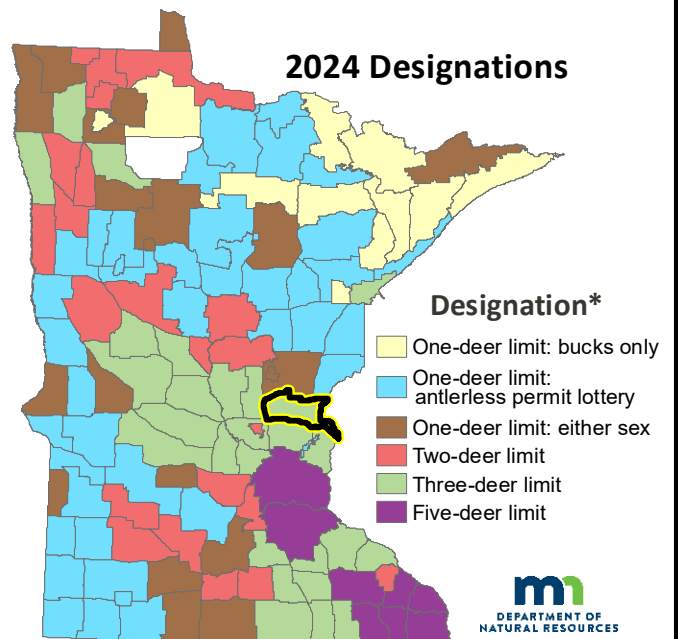 2024 Designations
Designation*
One-deer limit: bucks only
One-deer limit:
antlerless permit lottery
One-deer limit: either sex
Two-deer limit
Three-deer limit
Five-deer limit
mn
DEPARTMENT OF
NATURAL RESOURCES